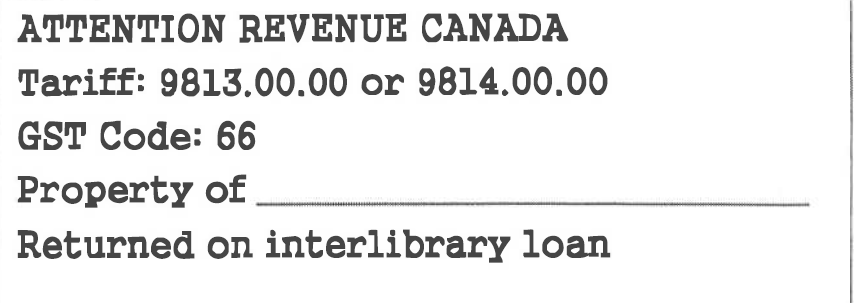 ATTENTION REVENUE CANADA
Tariff: 9813.00.00 or 9814.00.00
GST Code: 66
Property of ____________________
Returned on interlibrary loan